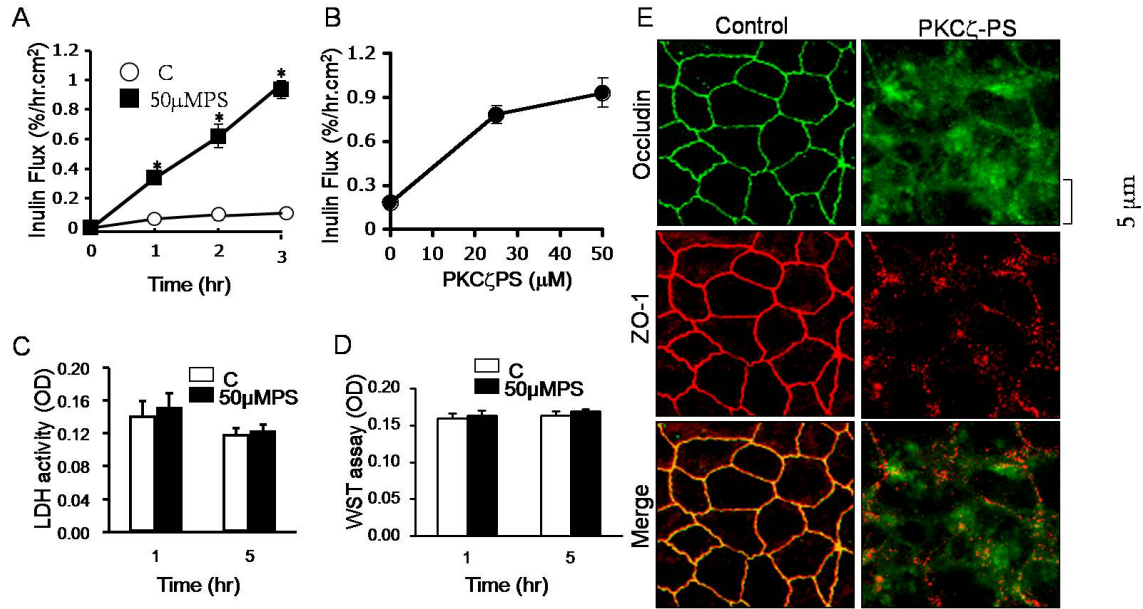 A
Inulin Flux (%/hr.cm²)
1.2
1
0.8
0.6
0.4
0.2
0
C
50µMPS
*
*
*
0
1
2
3
Time (hr)
B
Inulin Flux (%/hr.cm²)
1.2
0.9
0.6
0.3
0
0
10
20
30
40
50
PKCζPS (µM)
C
LDH activity (OD)
0.20
0.16
0.12
0.08
0.04
0.00
C
50µMPS
1
5
Time (hr)
D
WST assay (OD)
0.20
0.15
0.10
0.05
0.00
C
50µMPS
1
5
Time (hr)
E
Control
PKCζ-PS
Occludin
ZO-1
Merge
5 µm